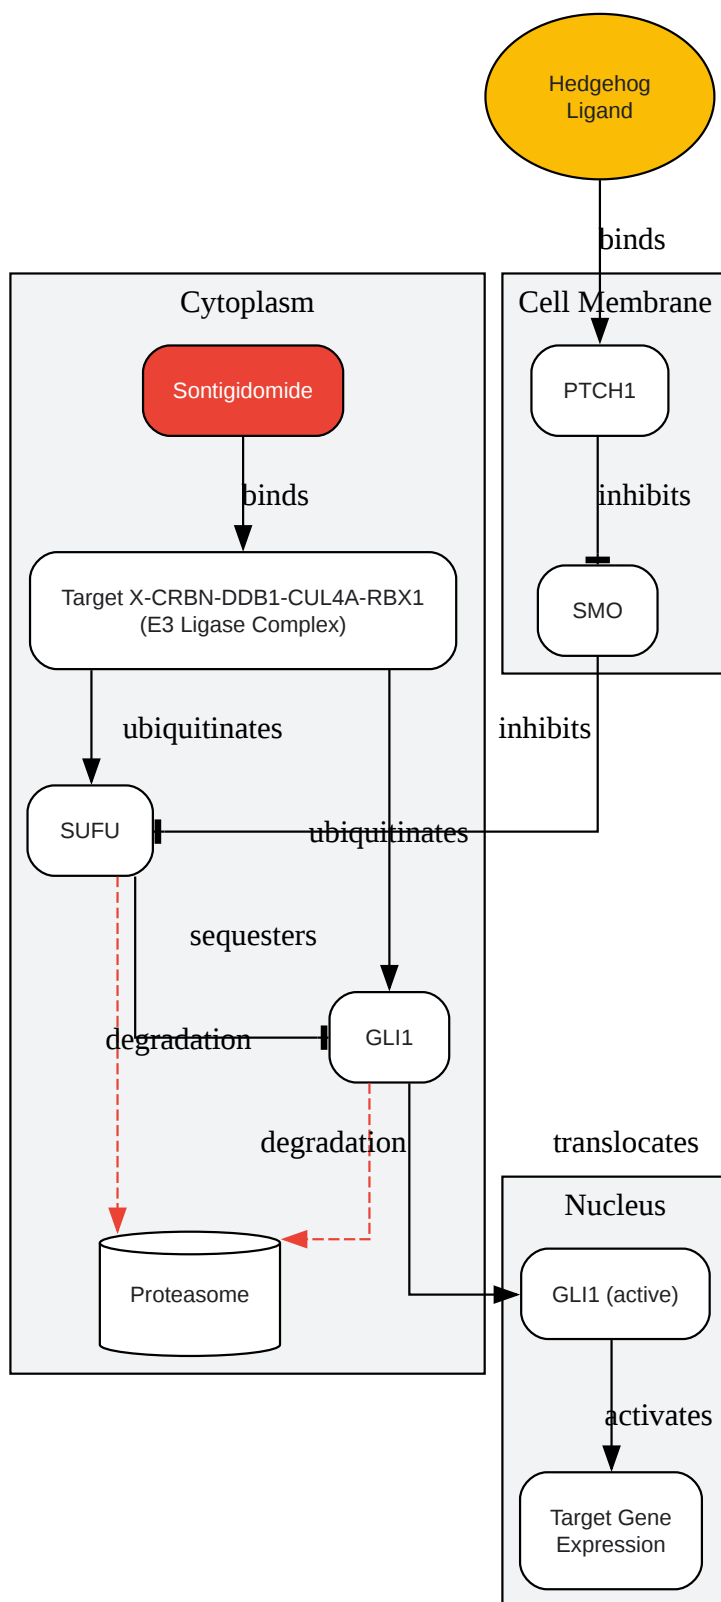 Hedgehog
Ligand
binds
Cytoplasm
Cell Membrane
Sontigidomide
PTCH1
binds
inhibits
Target X-CRBN-DDB1-CUL4A-RBX1
(E3 Ligase Complex)
SMO
ubiquitinates
inhibits
SUFU
ubiquitinates
sequesters
degradation
GLI1
degradation
translocates
Nucleus
Proteasome
GLI1 (active)
activates
Target Gene
Expression